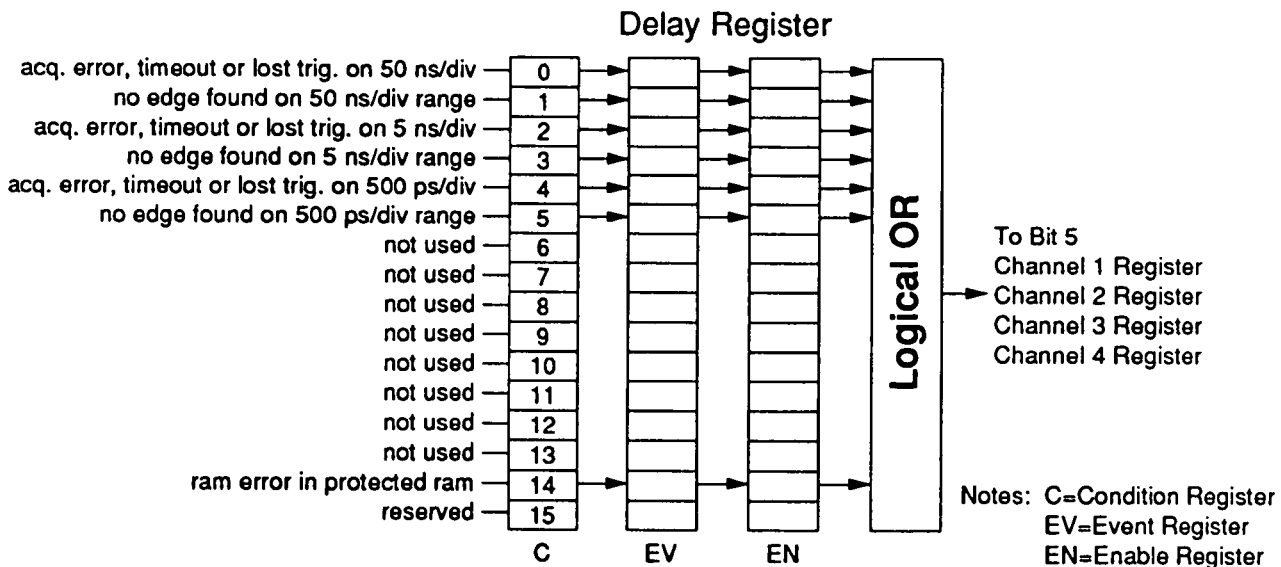 Delay Register
acq. error, timeout or lost trig. on 50 ns/div 0
no edge found on 50 ns/div range 1
acq. error, timeout or lost trig. on 5 ns/div 2
no edge found on 5 ns/div range 3
acq. error, timeout or lost trig. on 500 ps/div 4
no edge found on 500 ps/div range 5
not used 6
not used 7
not used 8
not used 9
not used 10
not used 11
not used 12
not used 13
ram error in protected ram 14
reserved 15
C EV EN
Logical OR
To Bit 5
Channel 1 Register
Channel 2 Register
Channel 3 Register
Channel 4 Register
Notes: C=Condition Register
EV=Event Register
EN=Enable Register